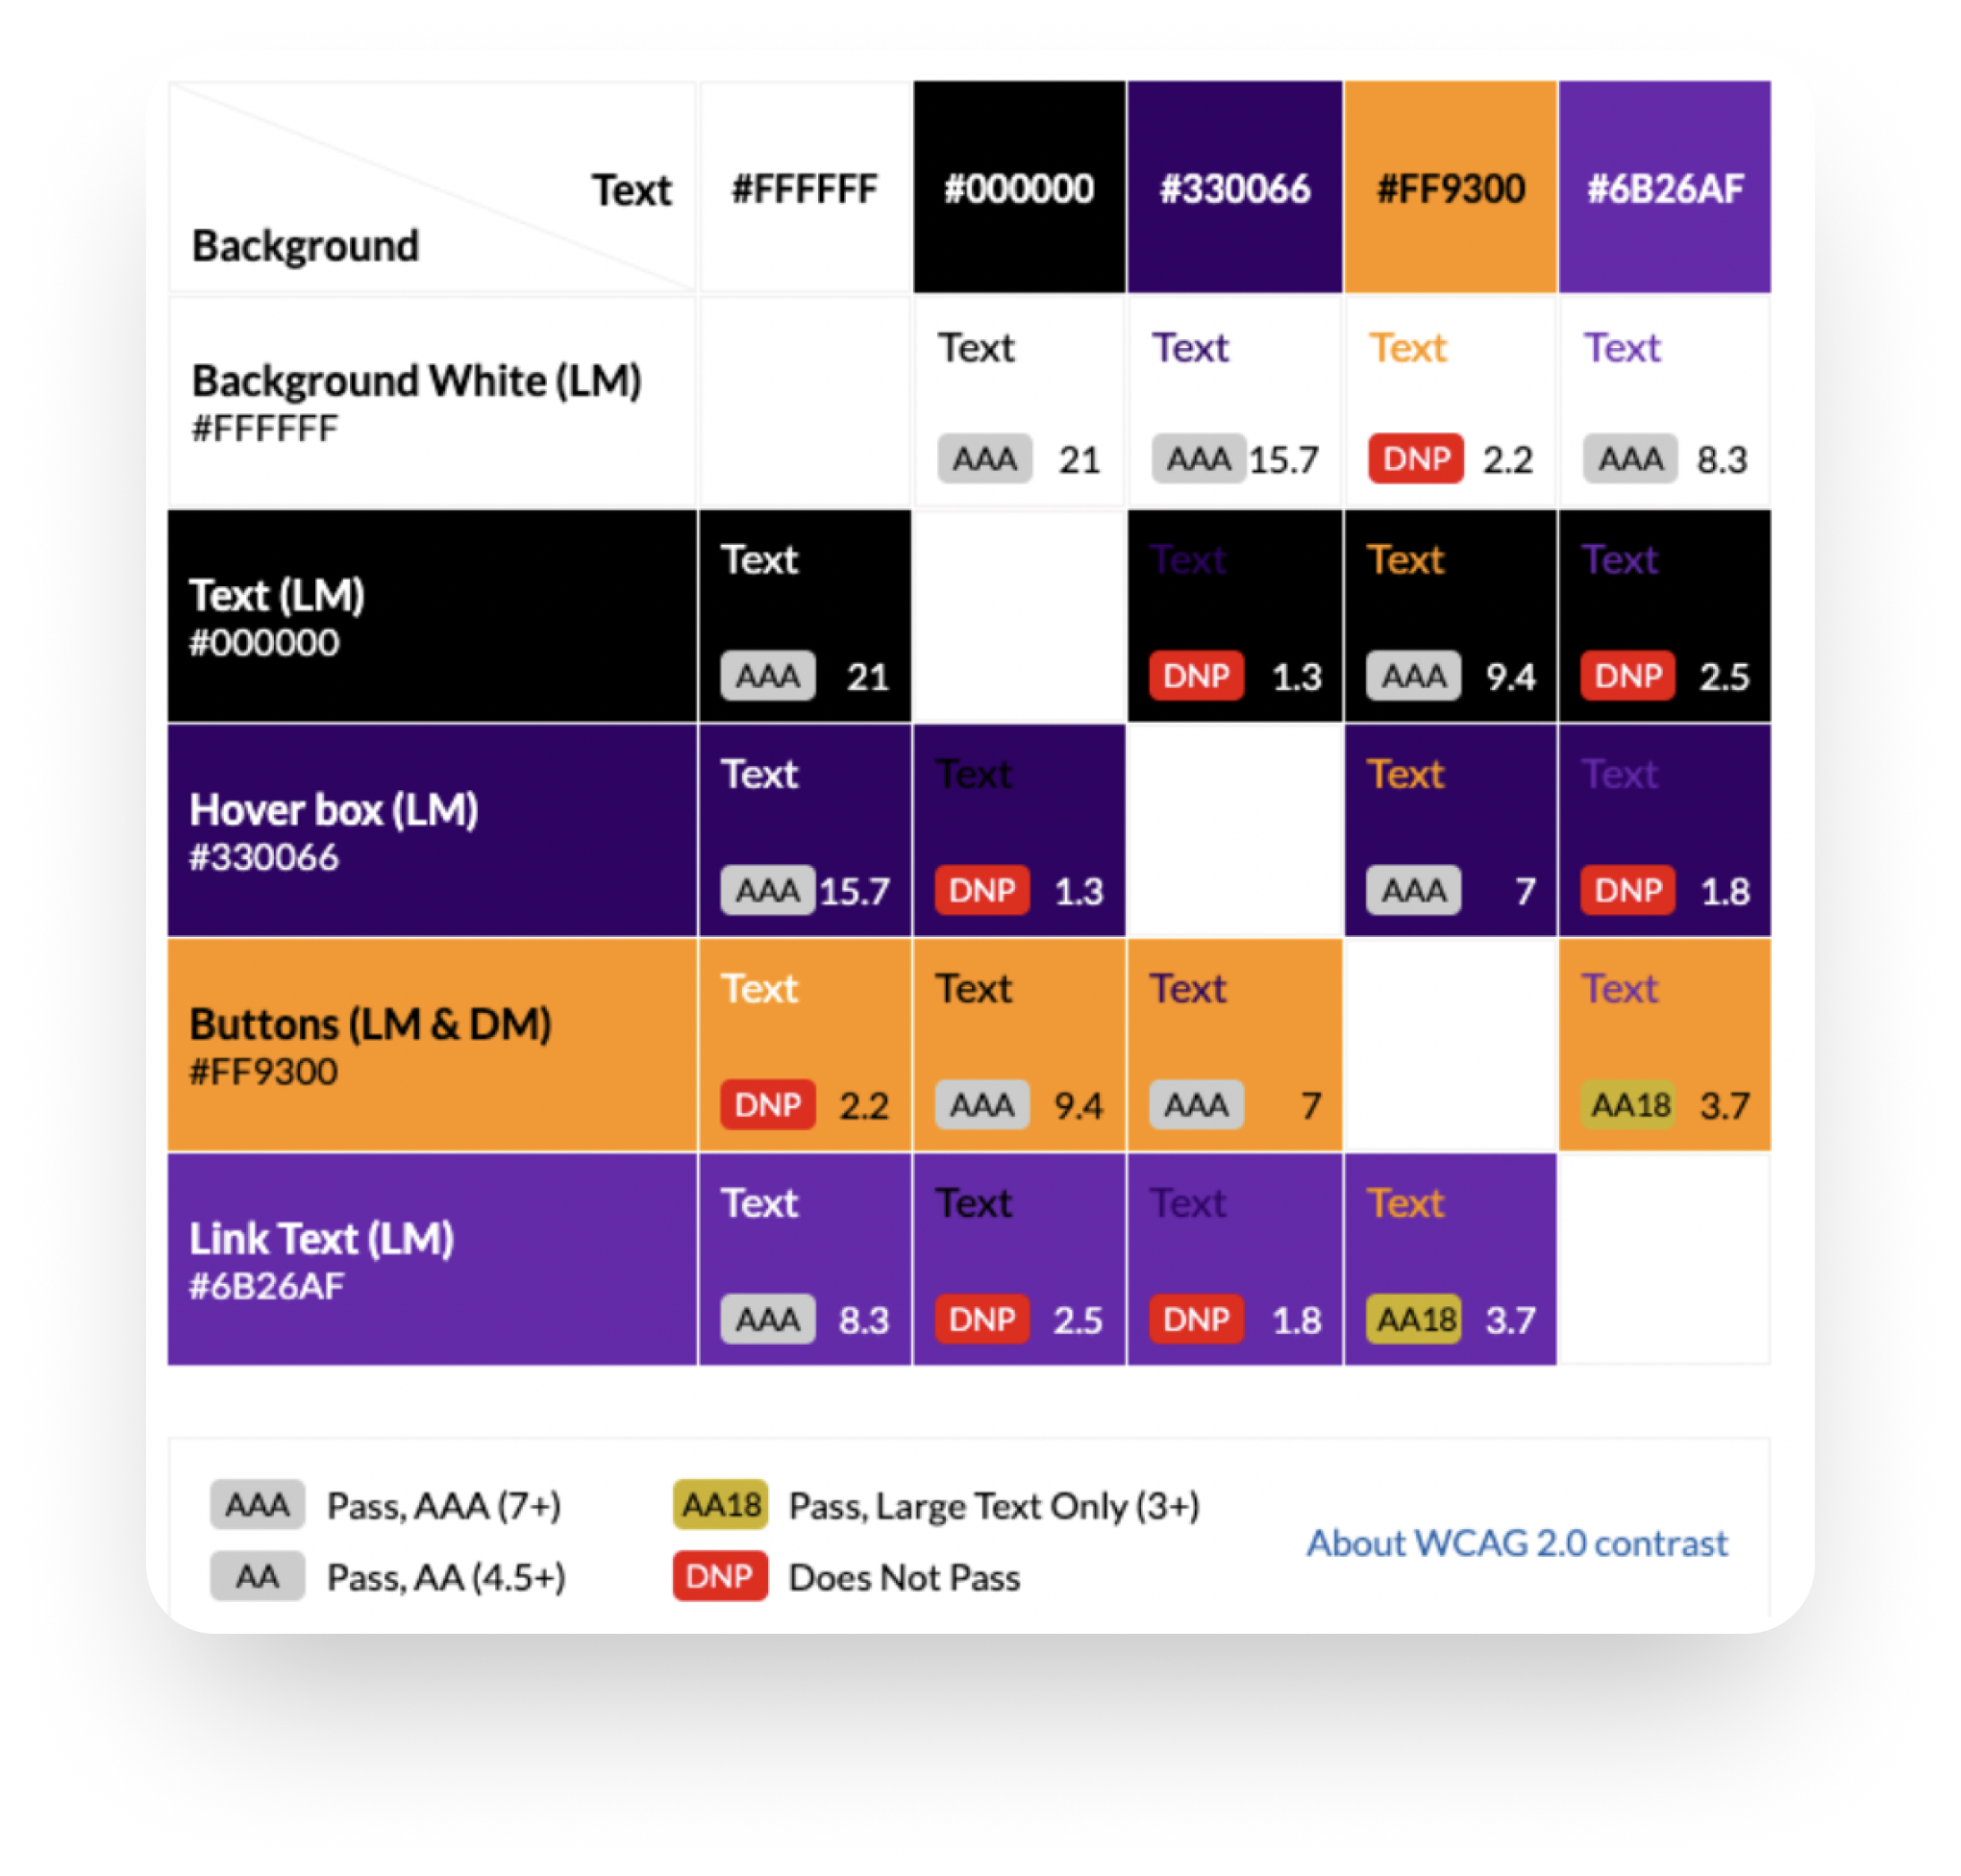 Text
Background
#FFFFFF #000000 #330066 #FF9300 #6B26AF
Background White (LM)
#FFFFFF
Text Text Text Text
AAA 21 AAA 15.7 DNP 2.2 AAA 8.3
Text (LM)
#000000
Text Text Text Text
AAA 21 DNP 1.3 AAA 9.4 DNP 2.5
Hover box (LM)
#330066
Text Text Text Text
AAA 15.7 DNP 1.3 AAA 7 DNP 1.8
Buttons (LM & DM)
#FF9300
Text Text Text Text
DNP 2.2 AAA 9.4 AAA 7 AA18 3.7
Link Text (LM)
#6B26AF
Text Text Text Text
AAA 8.3 DNP 2.5 DNP 1.8 AA18 3.7
AAA Pass, AAA (7+) AA18 Pass, Large Text Only (3+)
AA Pass, AA (4.5+) DNP Does Not Pass
About WCAG 2.0 contrast